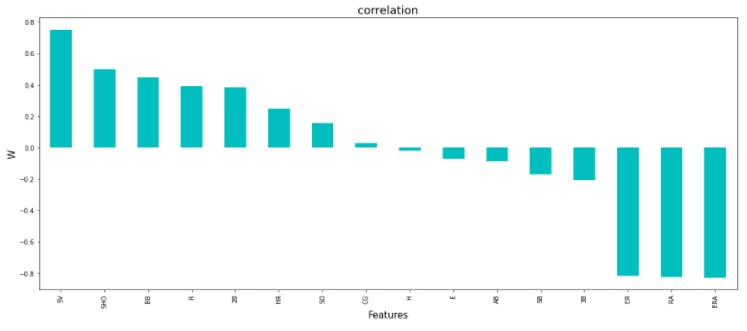 correlation
0.8
0.6
0.4
0.2
0.0
−0.2
−0.4
−0.6
−0.8
W
SV
SHO
BB
R
2B
HR
SO
CG
H
E
AB
SB
3B
ER
RA
ERA
Features